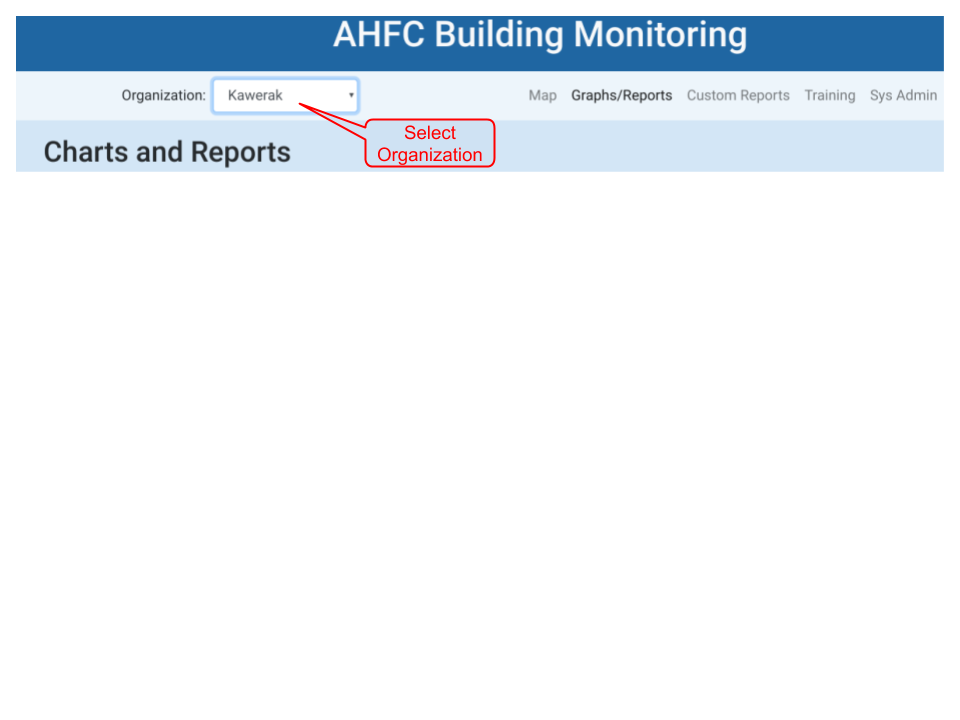 AHFC Building Monitoring
Organization: Kawerak Map Graphs/Reports Custom Reports Training Sys Admin
Select
Organization
Charts and Reports